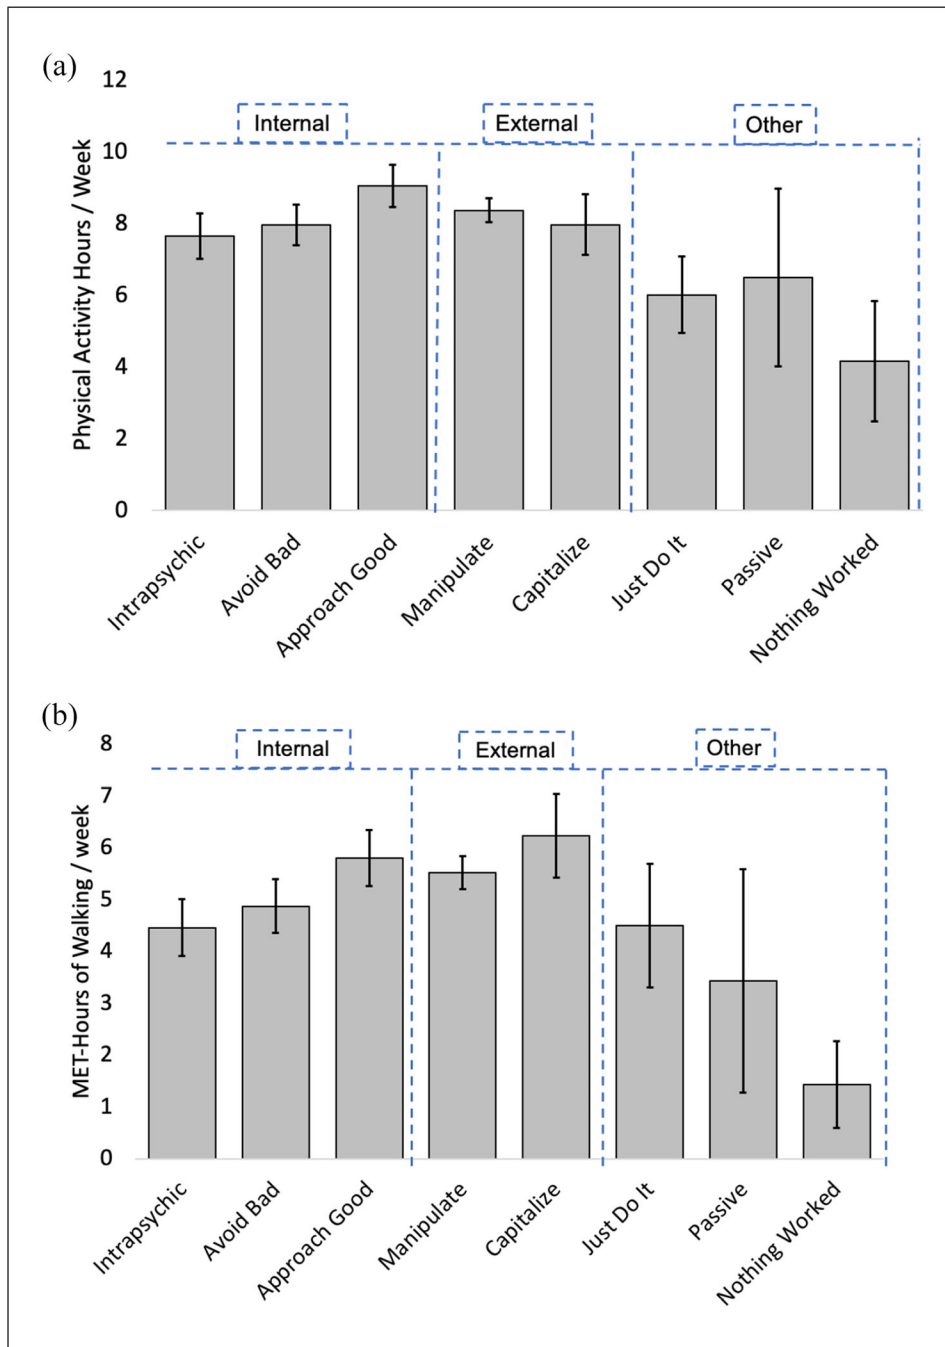 (a)
Physical Activity Hours / Week
12
10
8
6
4
2
0
Internal
External
Other
Intrapsychic
Avoid Bad
Approach Good
Manipulate
Capitalize
Just Do It
Passive
Nothing Worked
(b)
MET-Hours of Walking / week
8
7
6
5
4
3
2
1
0
Internal
External
Other
Intrapsychic
Avoid Bad
Approach Good
Manipulate
Capitalize
Just Do It
Passive
Nothing Worked